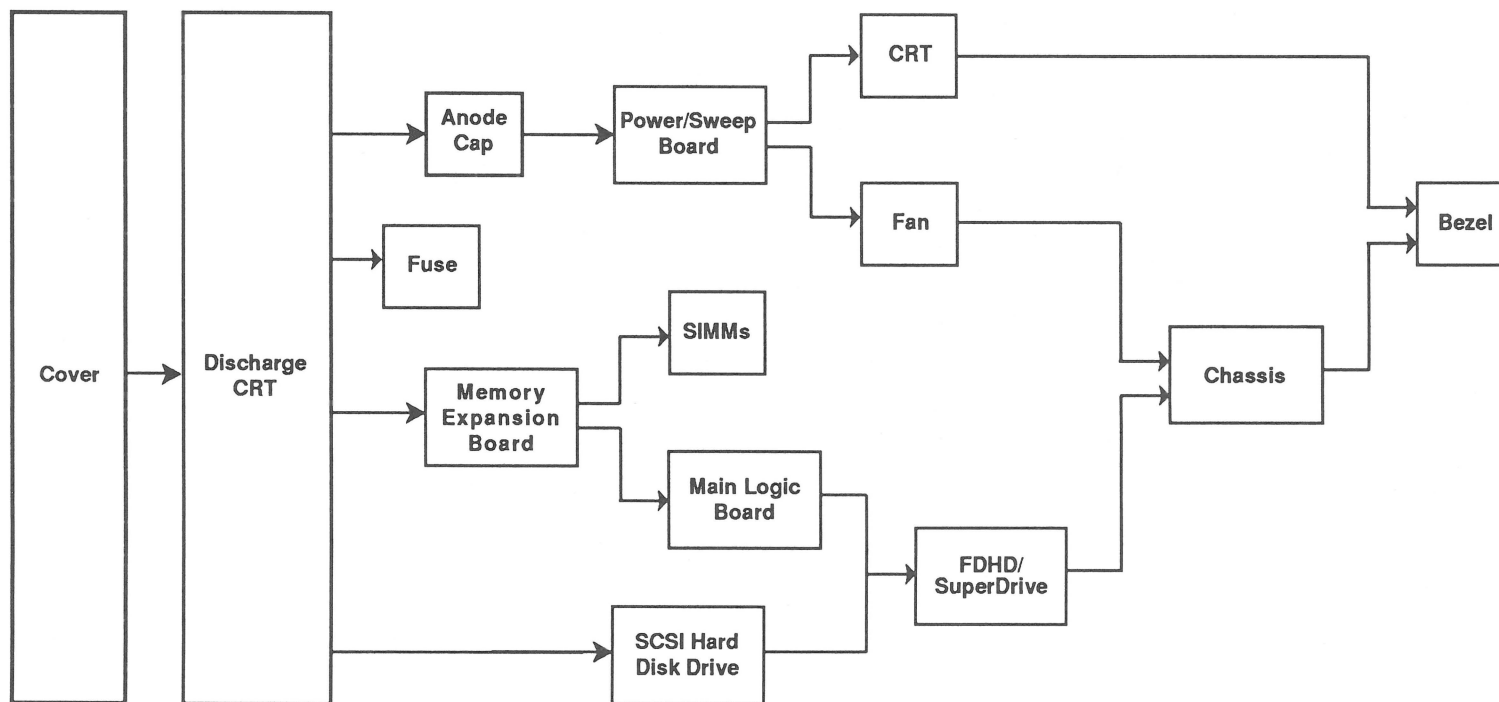 Cover
Discharge
CRT
Anode
Cap
Power/Sweep
Board
CRT
Fan
Bezel
Fuse
SIMMs
Memory
Expansion
Board
Main Logic
Board
SCSI Hard
Disk Drive
FDHD/
SuperDrive
Chassis